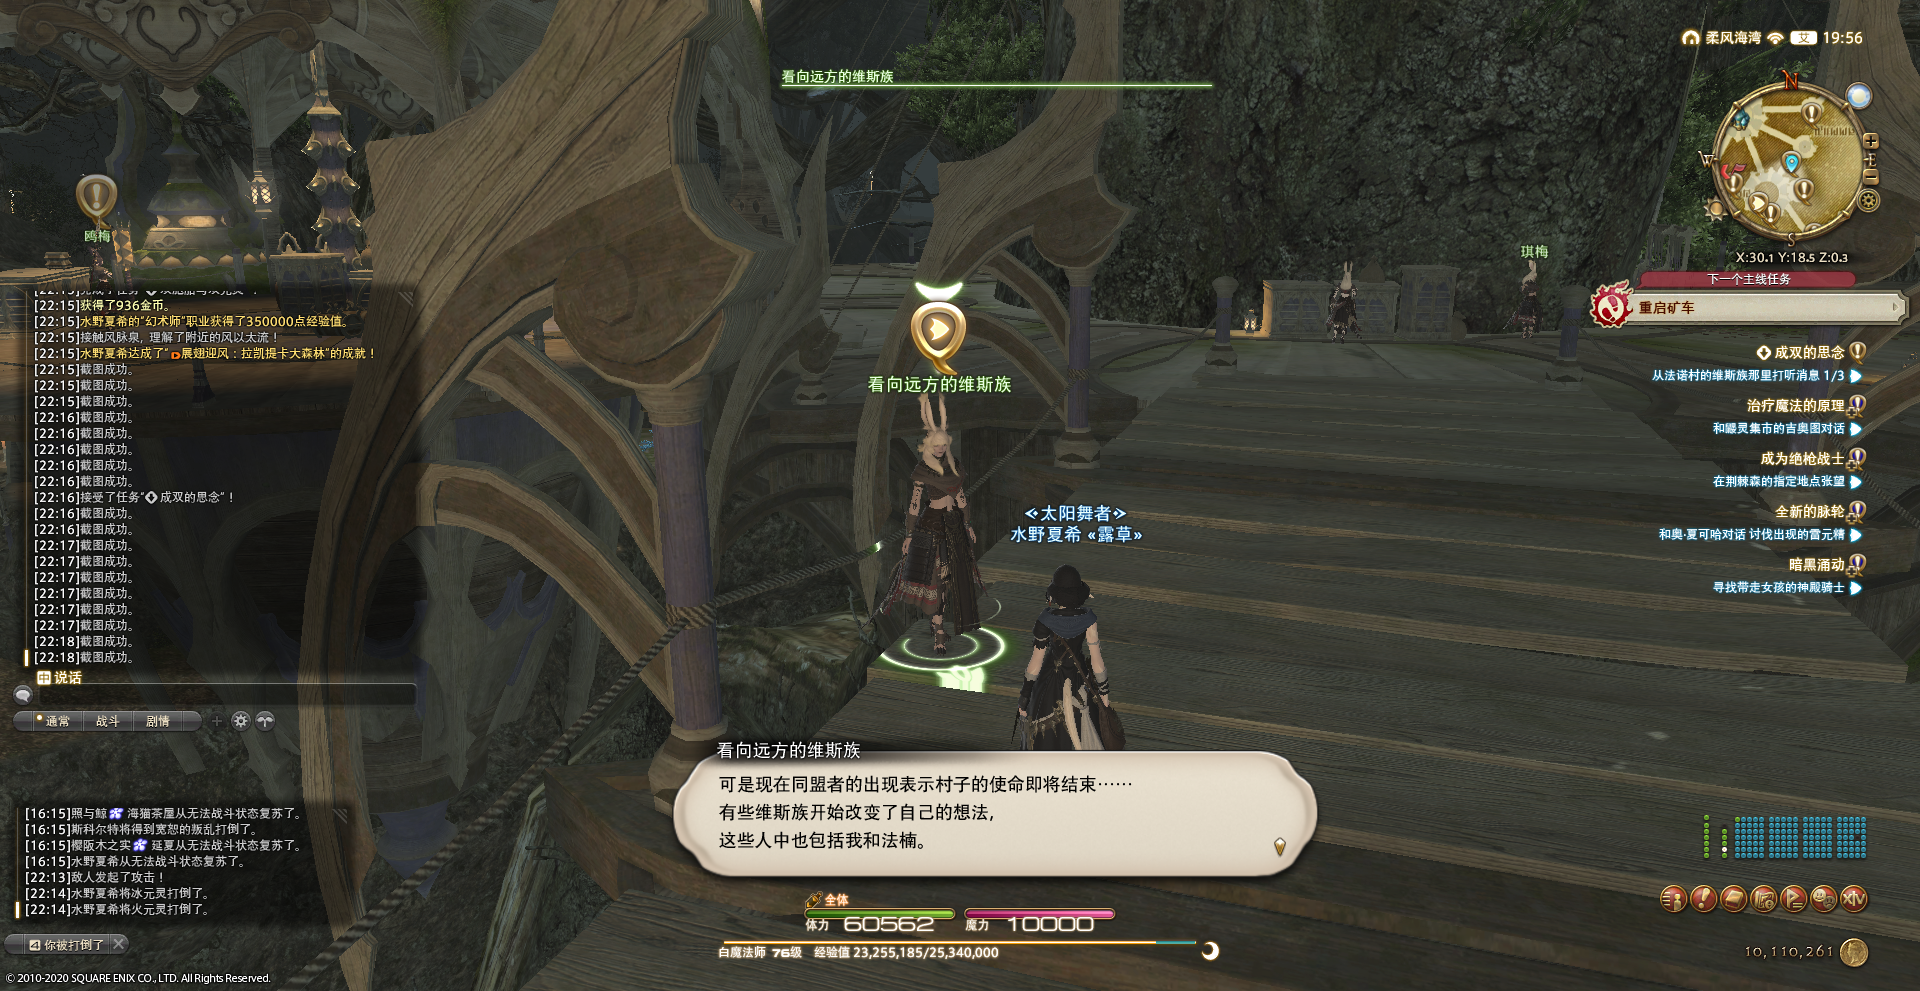 看向远方的维斯族
柔风海湾 艾 19:56
N
W
E
S
X:30.1 Y:18.5 Z:0.3
下一个主线任务
重启矿车
成双的思念
从法诺村的维斯族那里打听消息 1/3
治疗魔法的原理
和鼹灵集市的吉奥图对话
成为绝枪战士
在荆棘森的指定地点张望
全新的脉轮
和奥·夏可哈对话 讨伐出现的雷元精
暗黑涌动
寻找带走女孩的神殿骑士
鸥梅
琪梅
看向远方的维斯族
«太阳舞者»
水野夏希 «露草»
[22:15]获得了936金币。
[22:15]水野夏希的“幻术师”职业获得了350000点经验值。
[22:15]接触风脉泉，理解了附近的风以太流！
[22:15]水野夏希达成了“展翅迎风：拉凯提卡大森林”的成就！
[22:15]截图成功。
[22:15]截图成功。
[22:15]截图成功。
[22:16]截图成功。
[22:16]截图成功。
[22:16]截图成功。
[22:16]截图成功。
[22:16]截图成功。
[22:16]接受了任务“成双的思念”！
[22:16]截图成功。
[22:16]截图成功。
[22:17]截图成功。
[22:17]截图成功。
[22:17]截图成功。
[22:17]截图成功。
[22:17]截图成功。
[22:17]截图成功。
[22:18]截图成功。
[22:18]截图成功。
说话
通常 战斗 剧情
看向远方的维斯族
可是现在同盟者的出现表示村子的使命即将结束……
有些维斯族开始改变了自己的想法，
这些人中也包括我和法楠。
[16:15]照与鲸 海猫茶屋从无法战斗状态复苏了。
[16:15]斯科尔特将得到宽恕的叛乱打倒了。
[16:15]樱阪木之实 延夏从无法战斗状态复苏了。
[16:15]水野夏希从无法战斗状态复苏了。
[22:13]敌人发起了攻击！
[22:14]水野夏希将冰元灵打倒了。
[22:14]水野夏希将火元灵打倒了。
4 你被打倒了
全体
体力 60562 魔力 10000
白魔法师 76级 经验值 23,255,185/25,340,000
10,110,261
© 2010-2020 SQUARE ENIX CO., LTD. All Rights Reserved.